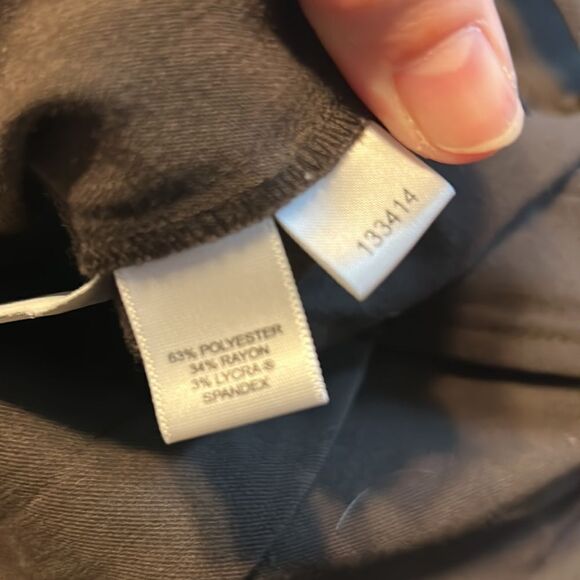 63% POLYESTER
34% RAYON
3% LYCRA®
SPANDEX
133414